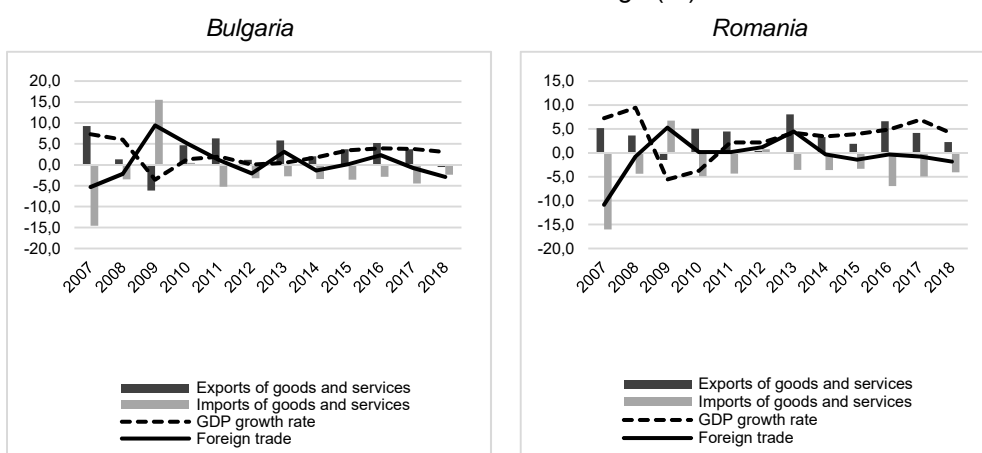 Bulgaria
20,0
15,0
10,0
5,0
0,0
-5,0
-10,0
-15,0
-20,0
2007 2008 2009 2010 2011 2012 2013 2014 2015 2016 2017 2018
Exports of goods and services
Imports of goods and services
GDP growth rate
Foreign trade
Romania
15,0
10,0
5,0
0,0
-5,0
-10,0
-15,0
-20,0
2007 2008 2009 2010 2011 2012 2013 2014 2015 2016 2017 2018
Exports of goods and services
Imports of goods and services
GDP growth rate
Foreign trade